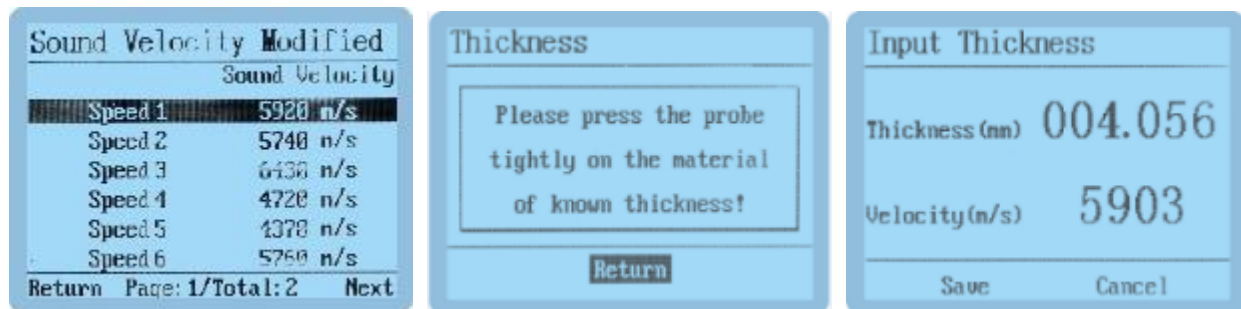 Sound Velocity Modified
Sound Velocity
Speed 1 5920 m/s
Speed 2 5740 m/s
Speed 3 6430 m/s
Speed 4 4720 m/s
Speed 5 4370 m/s
Speed 6 5760 m/s
Return Page:1/Total:2 Next
Thickness
Please press the probe
tightly on the material
of known thickness!
Return
Input Thickness
Thickness(mm) 004.056
Velocity(m/s) 5903
Save Cancel